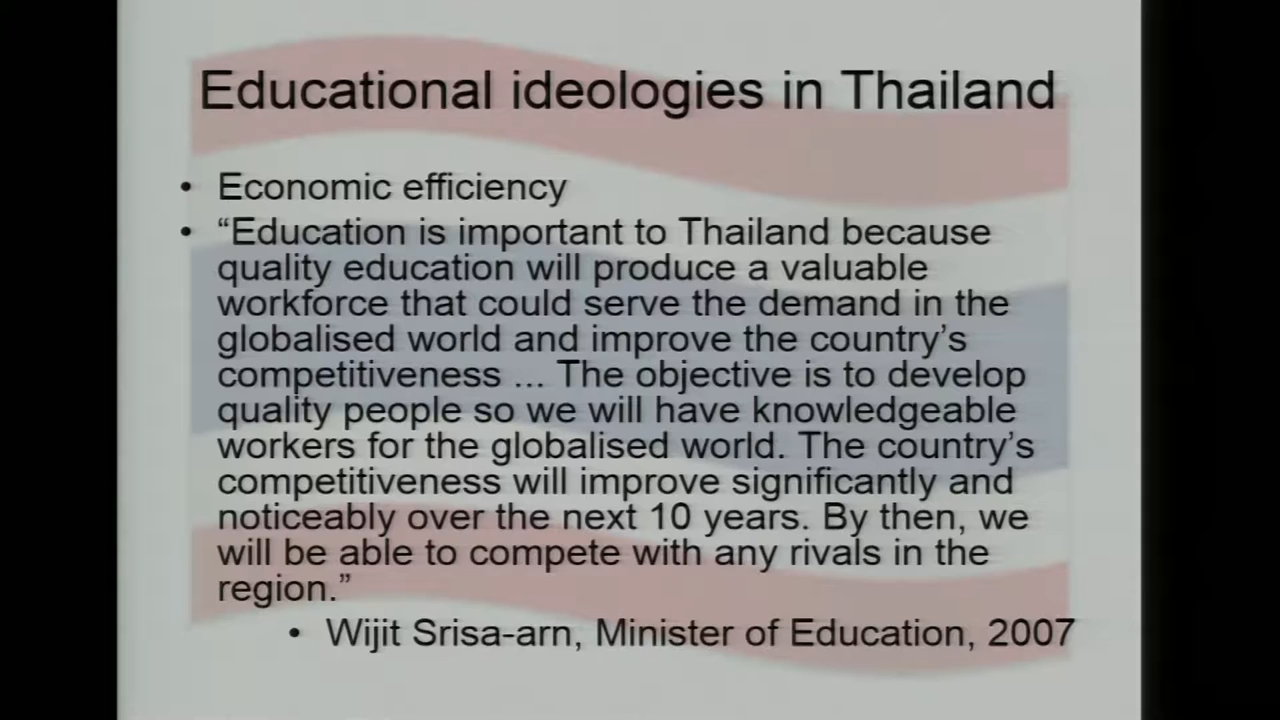 Educational ideologies in Thailand
• Economic efficiency
• “Education is important to Thailand because
quality education will produce a valuable
workforce that could serve the demand in the
globalised world and improve the country’s
competitiveness ... The objective is to develop
quality people so we will have knowledgeable
workers for the globalised world. The country’s
competitiveness will improve significantly and
noticeably over the next 10 years. By then, we
will be able to compete with any rivals in the
region.”
• Wijit Srisa-arn, Minister of Education, 2007